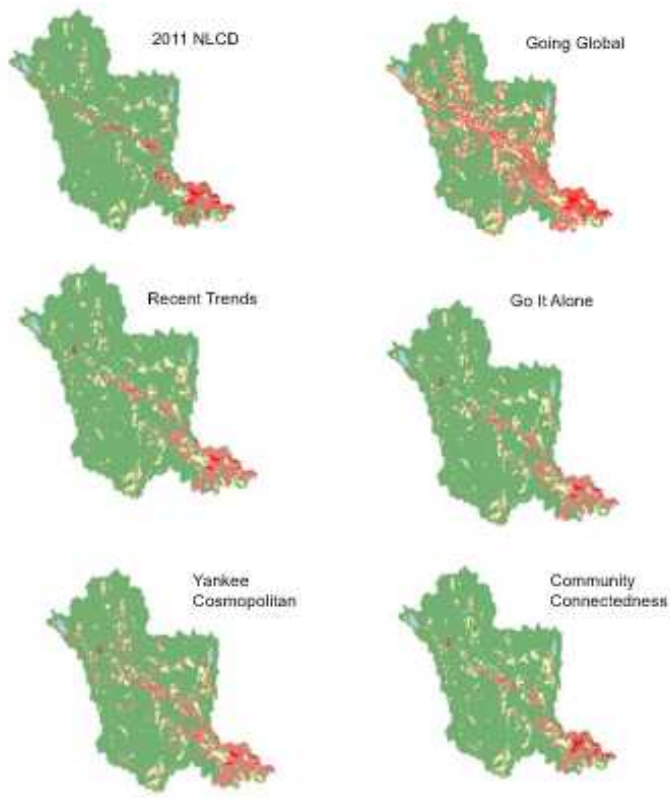 2011 NLCD
Going Global
Recent Trends
Go It Alone
Yankee
Cosmopolitan
Community
Connectedness